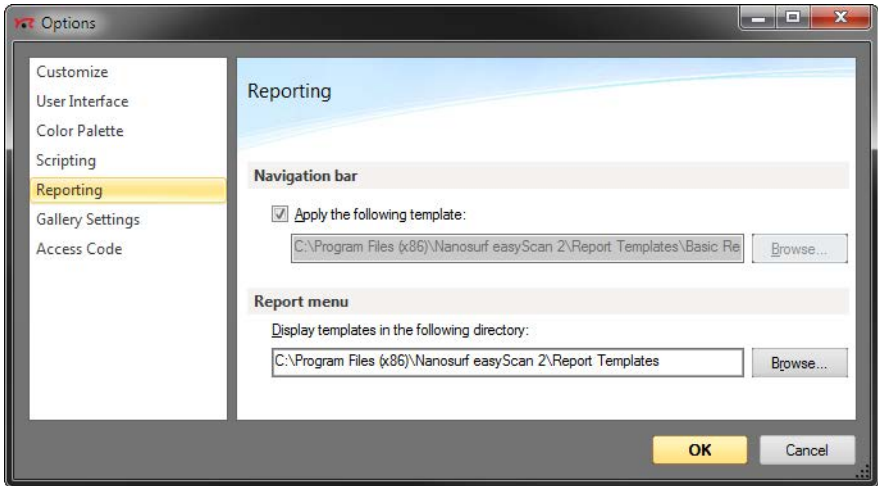 Options
Customize
User Interface
Color Palette
Scripting
Reporting
Gallery Settings
Access Code
Reporting
Navigation bar
Apply the following template:
C:\Program Files (x86)\Nanosurf easyScan 2\Report Templates\Basic Re
Browse...
Report menu
Display templates in the following directory:
C:\Program Files (x86)\Nanosurf easyScan 2\Report Templates
Browse...
OK
Cancel